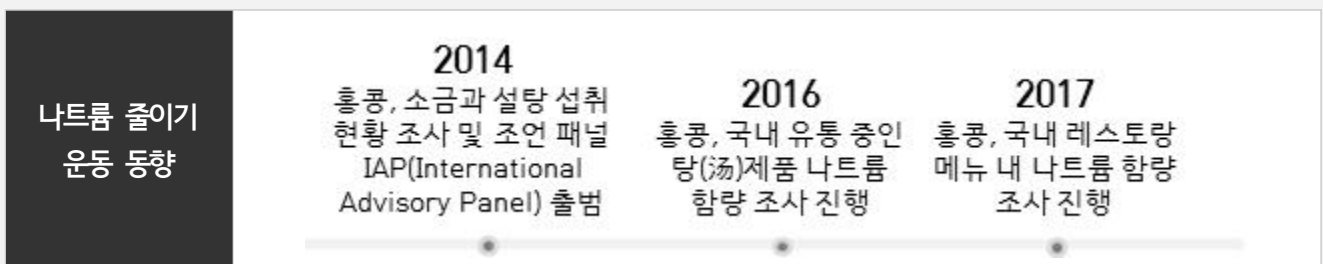 나트륨 줄이기
운동 동향
2014
홍콩, 소금과 설탕 섭취
현황 조사 및 조언 패널
IAP(International
Advisory Panel) 출범
2016
홍콩, 국내 유통 중인
탕(汤)제품 나트륨
함량 조사 진행
2017
홍콩, 국내 레스토랑
메뉴 내 나트륨 함량
조사 진행